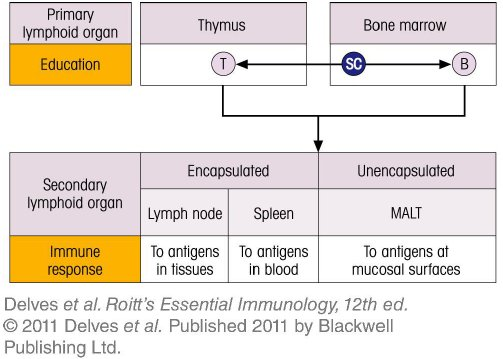 Primary
lymphoid organ
Thymus
Bone marrow
Education
T
SC
B
Secondary
lymphoid organ
Encapsulated
Unencapsulated
Lymph node
Spleen
MALT
Immune
response
To antigens
in tissues
To antigens
in blood
To antigens at
mucosal surfaces
Delves et al. Roitt's Essential Immunology, 12th ed.
© 2011 Delves et al. Published 2011 by Blackwell
Publishing Ltd.